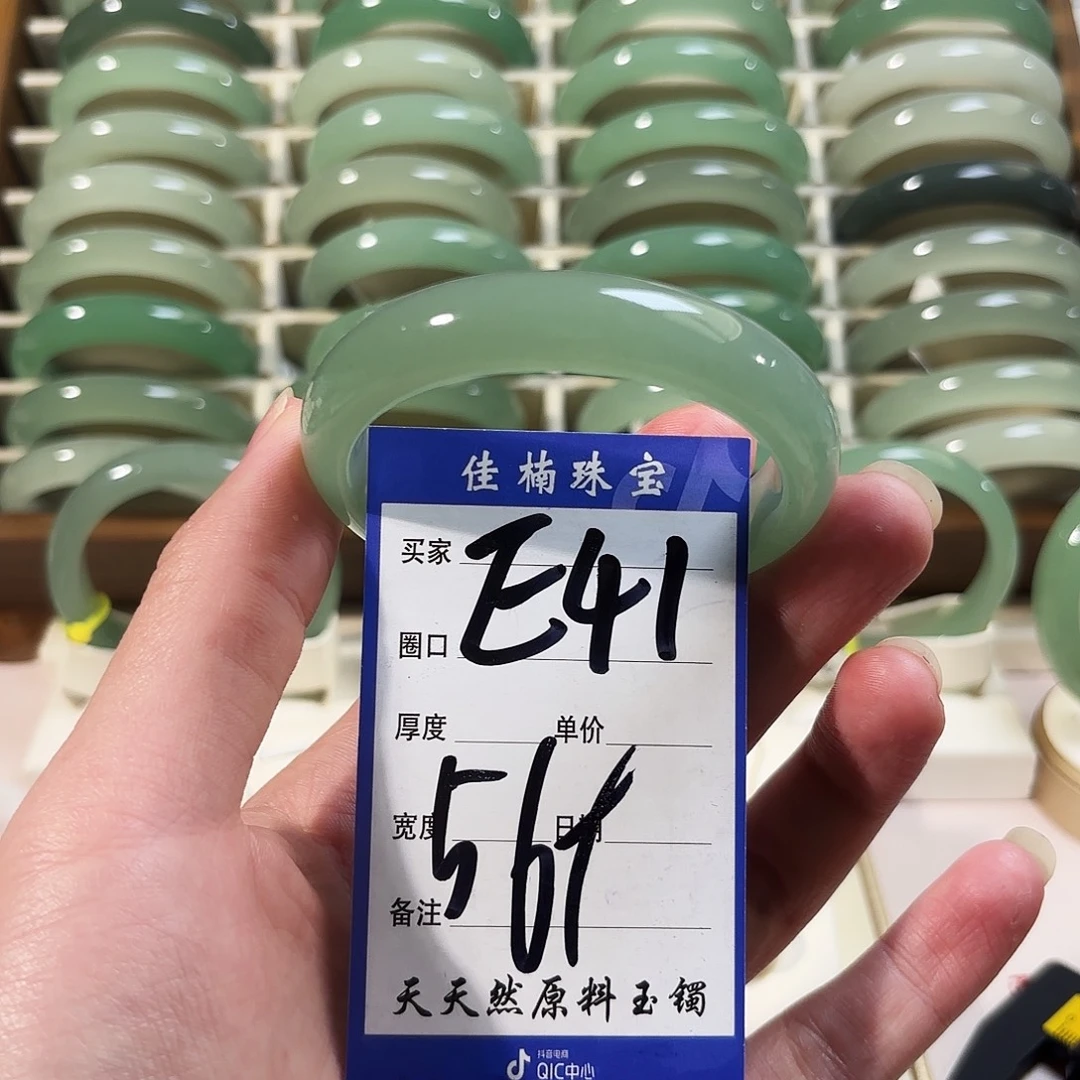 佳楠珠宝
买家 E41
圈口
厚度 单价
宽度 日期
561
备注
天天然原料玉镯
抖音电商
QIC中心